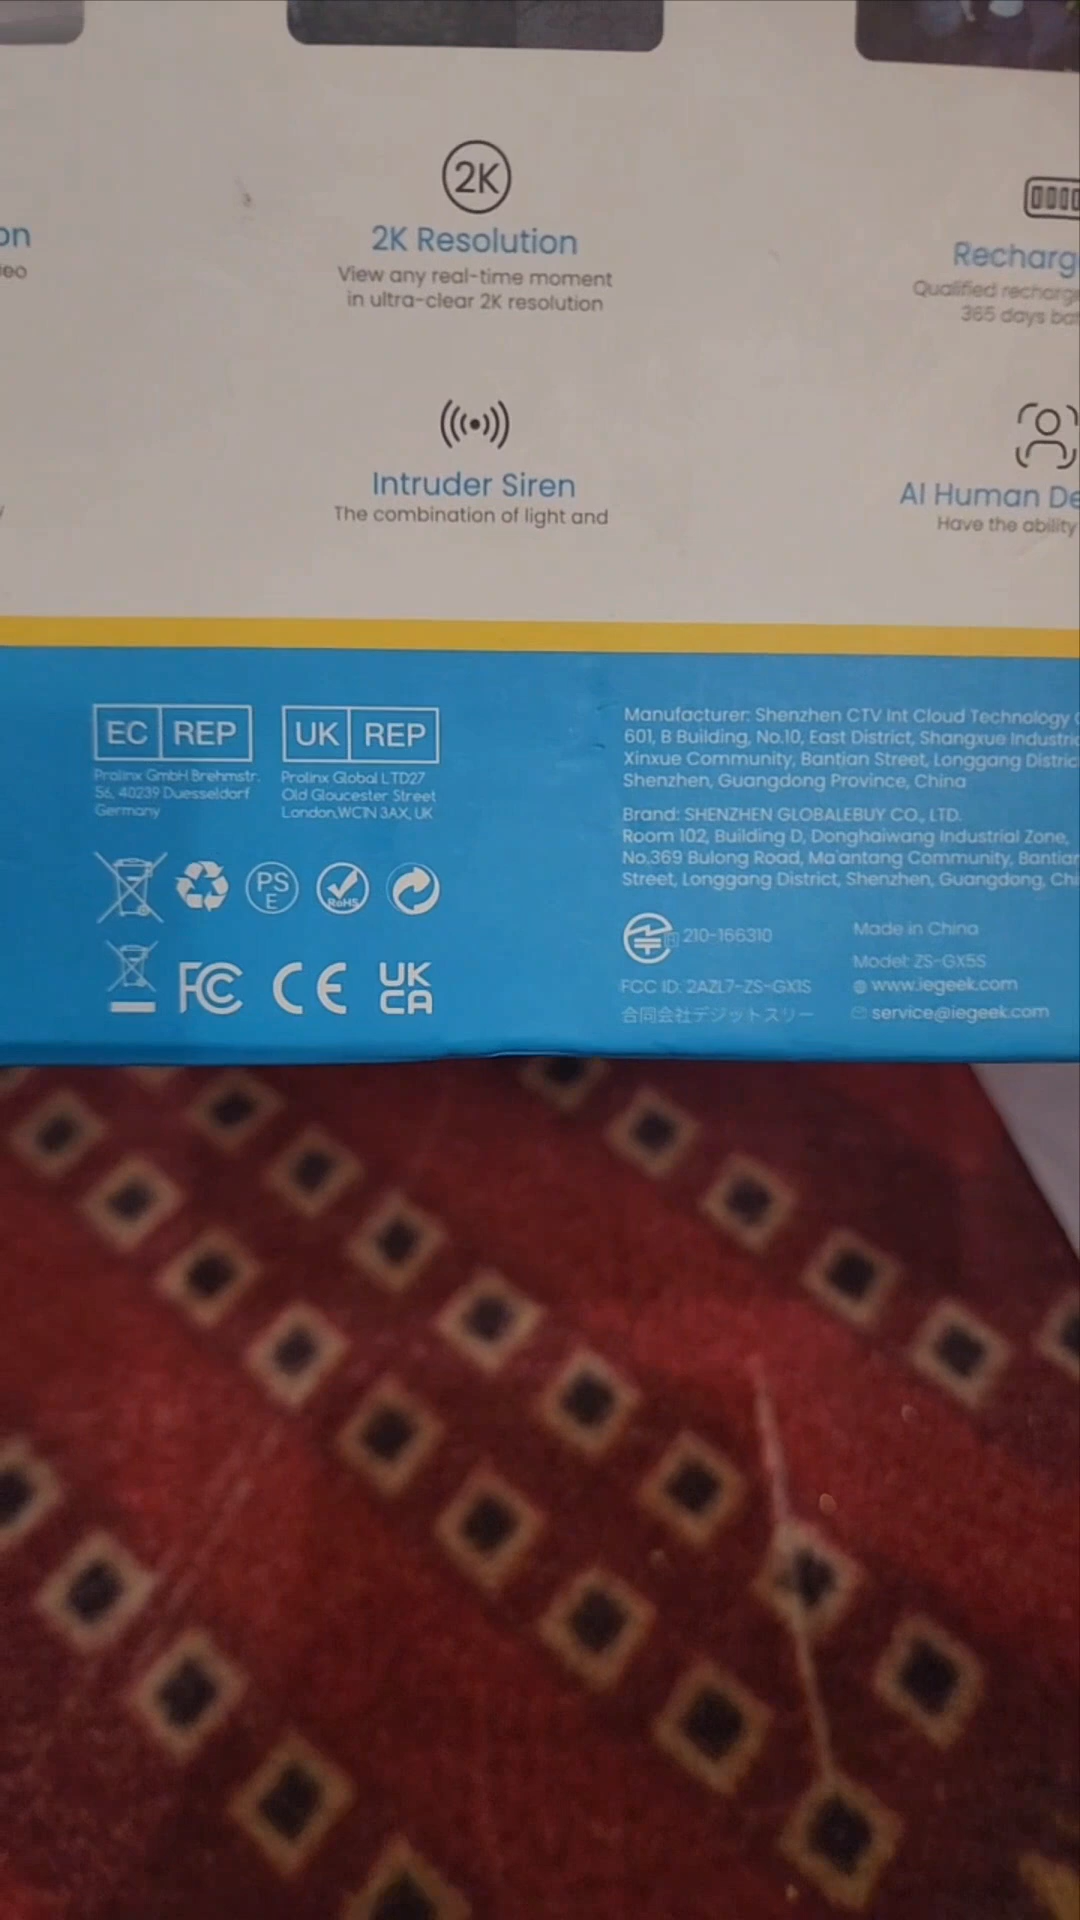 2K
2K Resolution
View any real-time moment
in ultra-clear 2K resolution
on
eo
Recharg
Qualified recharg
365 days bat
Intruder Siren
The combination of light and
AI Human De
Have the ability
EC REP
Prolinx GmbH Brehmstr.
56, 40239 Duesseldorf
Germany
UK REP
Prolinx Global LTD27
Old Gloucester Street
London,WC1N 3AX, UK
PS
E
RoHS
FC CE UK
CA
Manufacturer: Shenzhen CTV Int Cloud Technology
601, B Building, No.10, East District, Shangxue Industri
Xinxue Community, Bantian Street, Longgang Distric
Shenzhen, Guangdong Province, China
Brand: SHENZHEN GLOBALEBUY CO., LTD.
Room 102, Building D, Donghaiwang Industrial Zone,
No.369 Bulong Road, Ma'antang Community, Bantian
Street, Longgang District, Shenzhen, Guangdong, Chi
210-166310
FCC ID: 2AZL7-ZS-GX1S
合同会社デジットスリー
Made in China
Model: ZS-GX5S
www.iegeek.com
service@iegeek.com